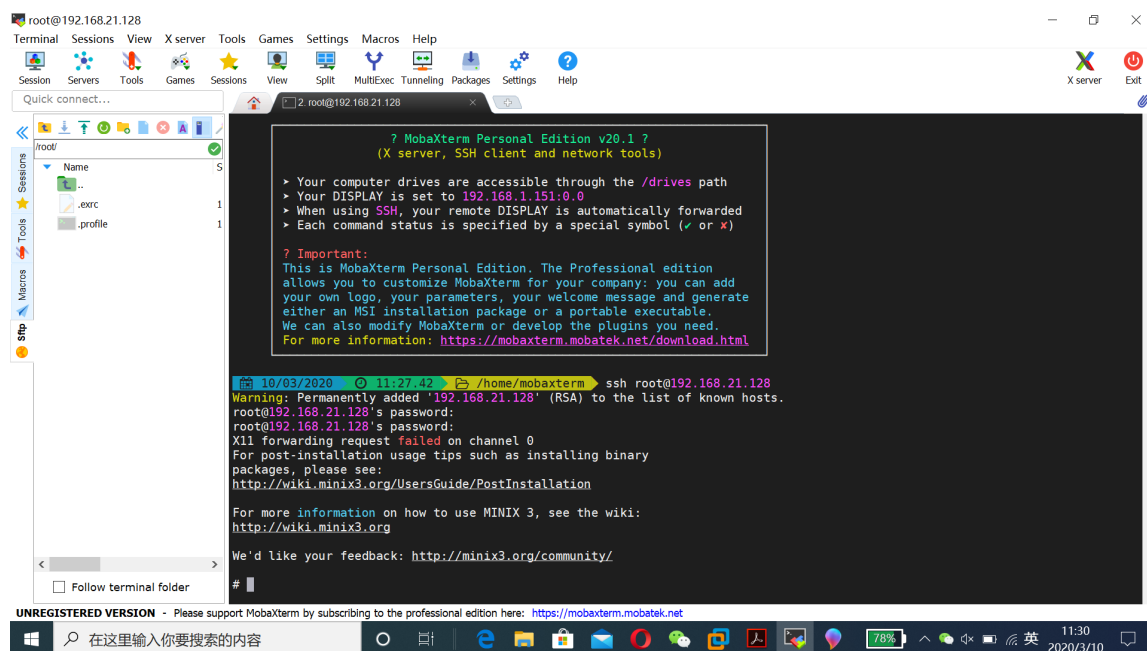 root@192.168.21.128
Terminal Sessions View X server Tools Games Settings Macros Help
Session Servers Tools Games Sessions View Split MultiExec Tunneling Packages Settings Help X server Exit
Quick connect...
2. root@192.168.21.128
/root/
Name S
..
.exrc 1
.profile 1
Sessions
Tools
Macros
Sftp
? MobaXterm Personal Edition v20.1 ?
(X server, SSH client and network tools)
➤ Your computer drives are accessible through the /drives path
➤ Your DISPLAY is set to 192.168.1.151:0.0
➤ When using SSH, your remote DISPLAY is automatically forwarded
➤ Each command status is specified by a special symbol (✓ or ✗)
? Important:
This is MobaXterm Personal Edition. The Professional edition
allows you to customize MobaXterm for your company: you can add
your own logo, your parameters, your welcome message and generate
either an MSI installation package or a portable executable.
We can also modify MobaXterm or develop the plugins you need.
For more information: https://mobaxterm.mobatek.net/download.html
10/03/2020 11:27.42 /home/mobaxterm ssh root@192.168.21.128
Warning: Permanently added '192.168.21.128' (RSA) to the list of known hosts.
root@192.168.21.128's password:
root@192.168.21.128's password:
X11 forwarding request failed on channel 0
For post-installation usage tips such as installing binary
packages, please see:
http://wiki.minix3.org/UsersGuide/PostInstallation
For more information on how to use MINIX 3, see the wiki:
http://wiki.minix3.org
We'd like your feedback: http://minix3.org/community/
#
Follow terminal folder
UNREGISTERED VERSION - Please support MobaXterm by subscribing to the professional edition here: https://mobaxterm.mobatek.net
在这里输入你要搜索的内容
78%
英
11:30
2020/3/10